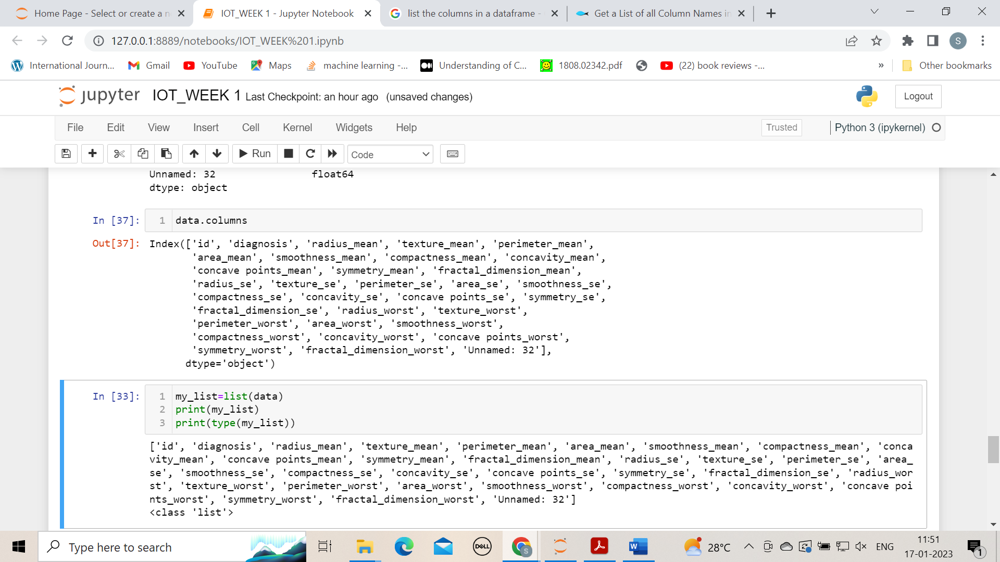 Home Page - Select or create a n
IOT_WEEK 1 - Jupyter Notebook
list the columns in a dataframe -
Get a List of all Column Names in
127.0.0.1:8889/notebooks/IOT_WEEK%201.ipynb
S
International Journ...
Gmail
YouTube
Maps
machine learning -...
Understanding of C...
1808.02342.pdf
(22) book reviews -...
»
Other bookmarks
jupyter IOT_WEEK 1 Last Checkpoint: an hour ago (unsaved changes)
Logout
File Edit View Insert Cell Kernel Widgets Help
Trusted
Python 3 (ipykernel)
Run
Code
Unnamed: 32 float64
dtype: object
In [37]: 1 data.columns
Out[37]: Index(['id', 'diagnosis', 'radius_mean', 'texture_mean', 'perimeter_mean',
'area_mean', 'smoothness_mean', 'compactness_mean', 'concavity_mean',
'concave points_mean', 'symmetry_mean', 'fractal_dimension_mean',
'radius_se', 'texture_se', 'perimeter_se', 'area_se', 'smoothness_se',
'compactness_se', 'concavity_se', 'concave points_se', 'symmetry_se',
'fractal_dimension_se', 'radius_worst', 'texture_worst',
'perimeter_worst', 'area_worst', 'smoothness_worst',
'compactness_worst', 'concavity_worst', 'concave points_worst',
'symmetry_worst', 'fractal_dimension_worst', 'Unnamed: 32'],
dtype='object')
In [33]: 1 my_list=list(data)
2 print(my_list)
3 print(type(my_list))
['id', 'diagnosis', 'radius_mean', 'texture_mean', 'perimeter_mean', 'area_mean', 'smoothness_mean', 'compactness_mean', 'conca
vity_mean', 'concave points_mean', 'symmetry_mean', 'fractal_dimension_mean', 'radius_se', 'texture_se', 'perimeter_se', 'area_
se', 'smoothness_se', 'compactness_se', 'concavity_se', 'concave points_se', 'symmetry_se', 'fractal_dimension_se', 'radius_wor
st', 'texture_worst', 'perimeter_worst', 'area_worst', 'smoothness_worst', 'compactness_worst', 'concavity_worst', 'concave poi
nts_worst', 'symmetry_worst', 'fractal_dimension_worst', 'Unnamed: 32']
<class 'list'>
Type here to search
DELL
S
W
28°C
ENG
11:51
17-01-2023
1